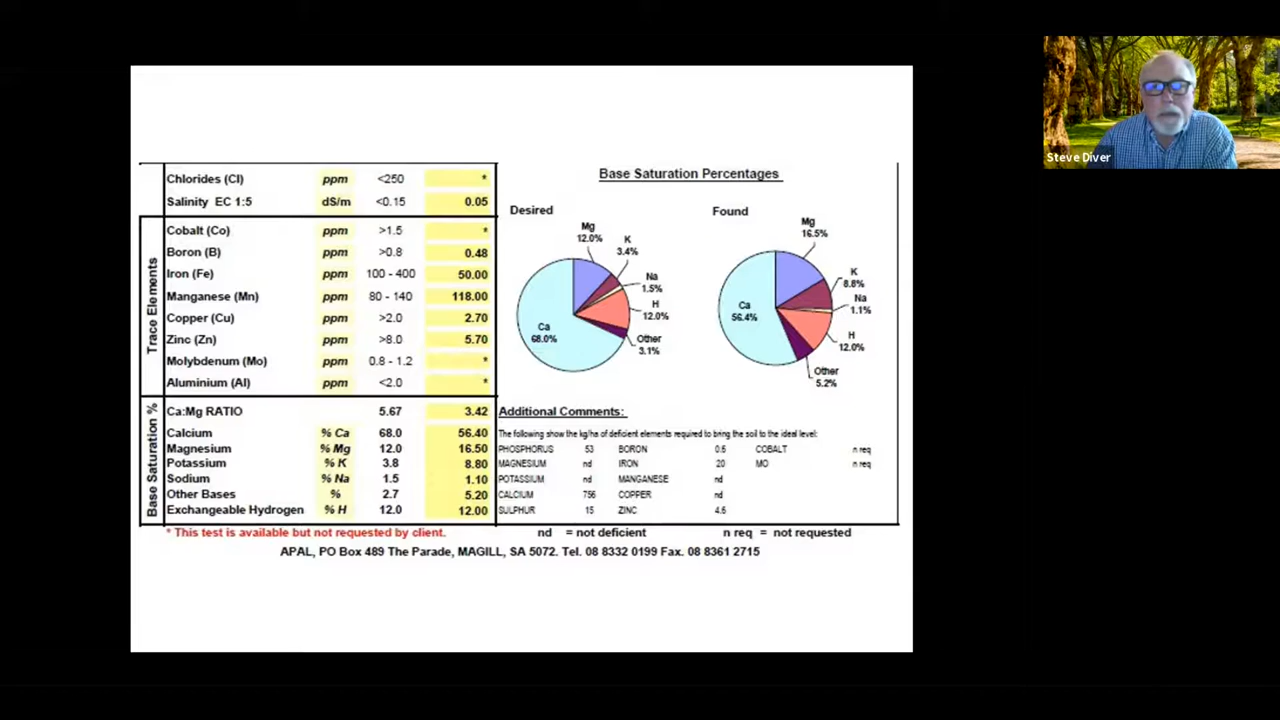 Steve Diver
Chlorides (Cl) ppm <250 *
Salinity EC 1:5 dS/m <0.15 0.05
Trace Elements
Cobalt (Co) ppm >1.5 *
Boron (B) ppm >0.8 0.48
Iron (Fe) ppm 100 - 400 50.00
Manganese (Mn) ppm 80 - 140 118.00
Copper (Cu) ppm >2.0 2.70
Zinc (Zn) ppm >8.0 5.70
Molybdenum (Mo) ppm 0.8 - 1.2 *
Aluminium (Al) ppm <2.0 *
Base Saturation %
Ca:Mg RATIO 5.67 3.42
Calcium % Ca 68.0 56.40
Magnesium % Mg 12.0 16.50
Potassium % K 3.8 8.80
Sodium % Na 1.5 1.10
Other Bases % 2.7 5.20
Exchangeable Hydrogen % H 12.0 12.00
Base Saturation Percentages
Desired
Mg
12.0%
K
3.4%
Na
1.5%
H
12.0%
Other
3.1%
Ca
68.0%
Found
Mg
16.5%
K
8.8%
Na
1.1%
H
12.0%
Other
5.2%
Ca
56.4%
Additional Comments:
The following show the kg/ha of deficient elements required to bring the soil to the ideal level:
PHOSPHORUS 53 BORON 0.6 COBALT n req
MAGNESIUM nd IRON 20 MO n req
POTASSIUM nd MANGANESE nd
CALCIUM 756 COPPER nd
SULPHUR 15 ZINC 4.6
* This test is available but not requested by client. nd = not deficient n req = not requested
APAL, PO Box 489 The Parade, MAGILL, SA 5072. Tel. 08 8332 0199 Fax. 08 8361 2715